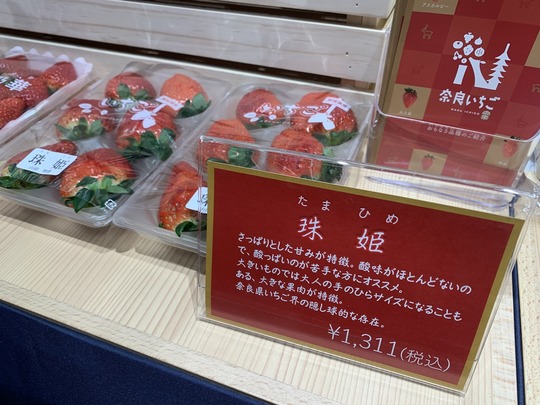 奈良いちご
NARA ICHIGO
珠姫
たまひめ
珠姫
さっぱりとした甘みが特徴。酸味がほとんどないの
で、酸っぱいのが苦手な方にオススメ。
大きいものでは大人の手のひらサイズになることも
ある、大きな果肉が特徴。
奈良県いちご界の隠し球的な存在。
￥1,311(税込)